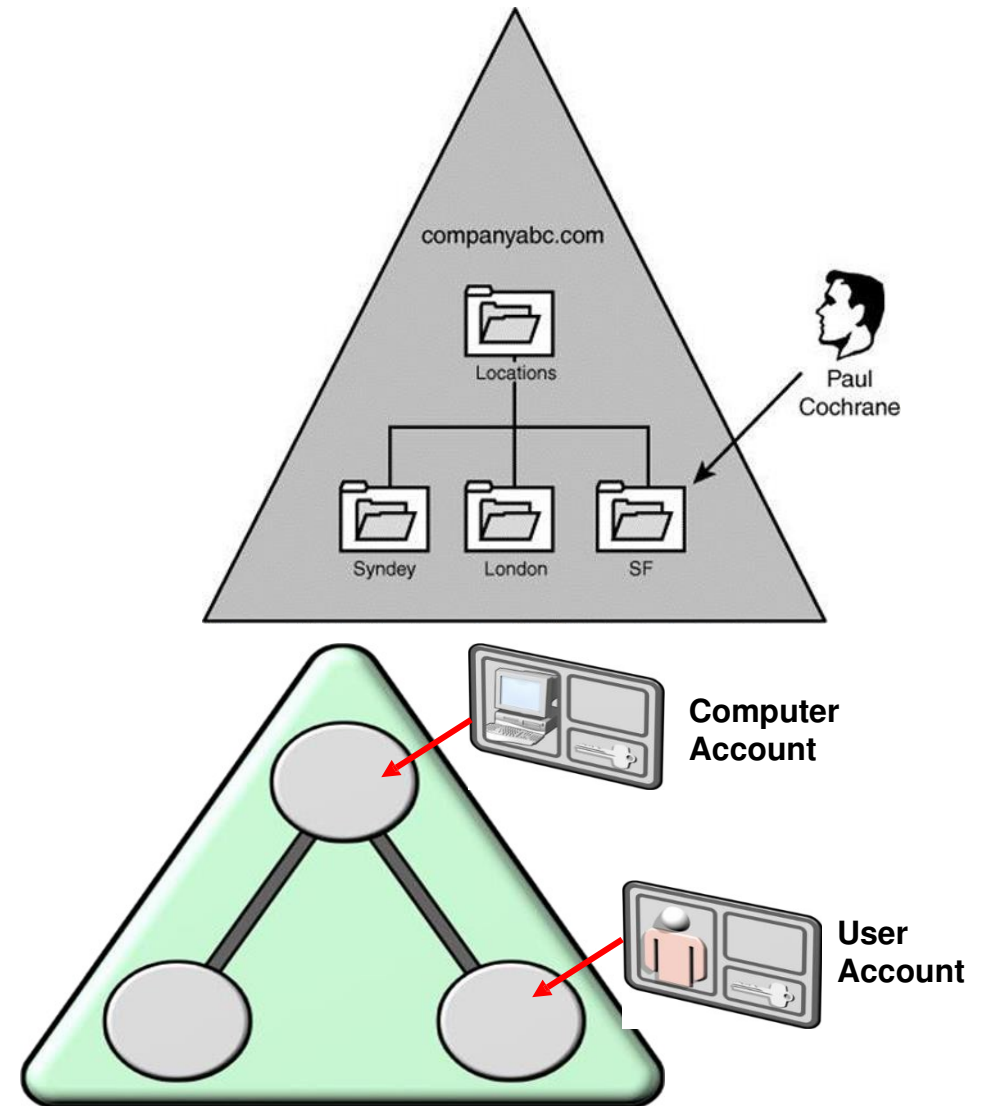 companyabc.com
Locations
Paul
Cochrane
Syndey
London
SF
Computer
Account
User
Account